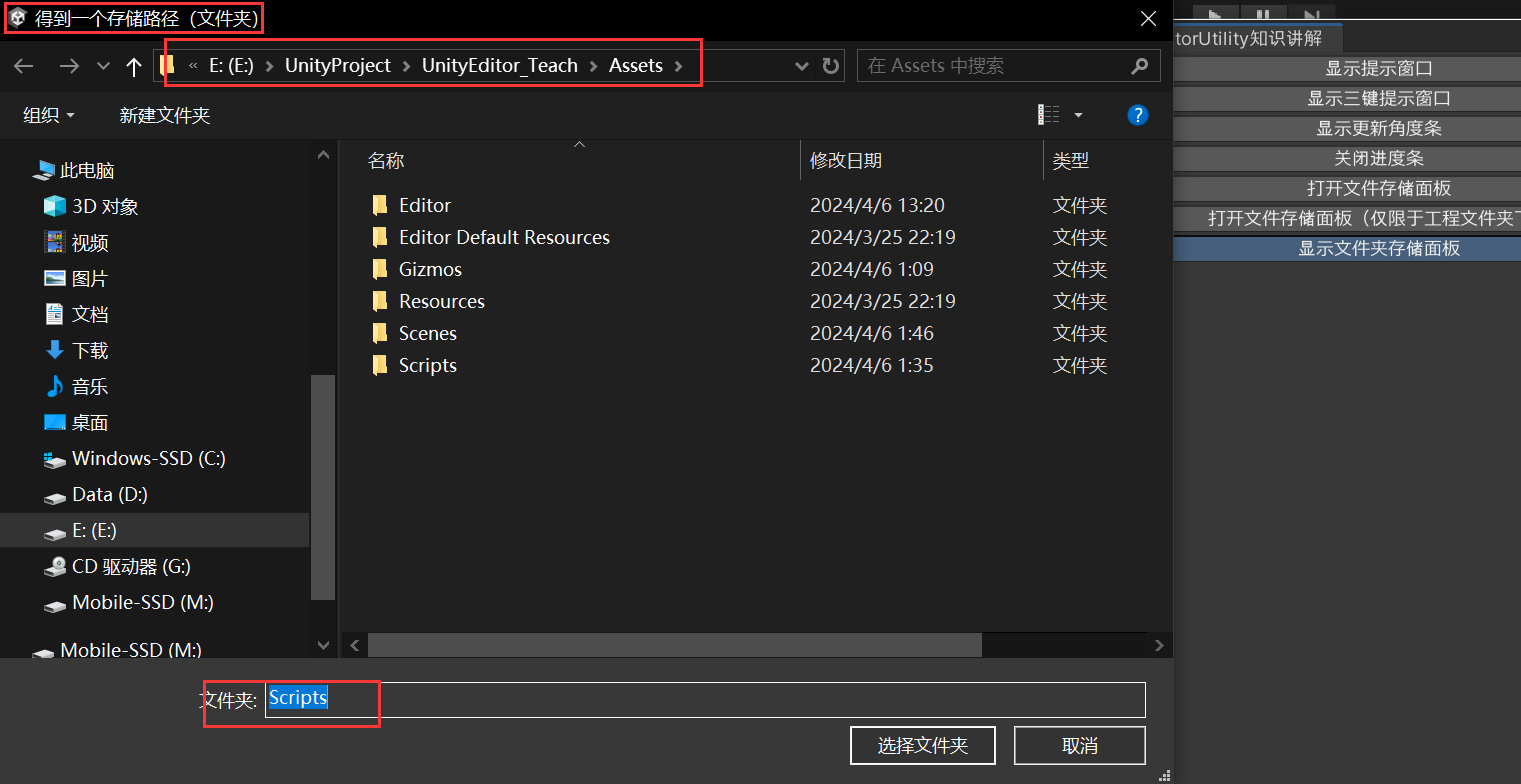 得到一个存储路径（文件夹）
« E: (E:) > UnityProject > UnityEditor_Teach > Assets >
在 Assets 中搜索
组织
新建文件夹
此电脑
3D 对象
视频
图片
文档
下载
音乐
桌面
Windows-SSD (C:)
Data (D:)
E: (E:)
CD 驱动器 (G:)
Mobile-SSD (M:)
Mobile-SSD (M:)
名称 修改日期 类型
Editor 2024/4/6 13:20 文件夹
Editor Default Resources 2024/3/25 22:19 文件夹
Gizmos 2024/4/6 1:09 文件夹
Resources 2024/3/25 22:19 文件夹
Scenes 2024/4/6 1:46 文件夹
Scripts 2024/4/6 1:35 文件夹
文件夹: Scripts
选择文件夹
取消
torUtility知识讲解
显示提示窗口
显示三键提示窗口
显示更新角度条
关闭进度条
打开文件存储面板
打开文件存储面板（仅限于工程文件夹下
显示文件夹存储面板